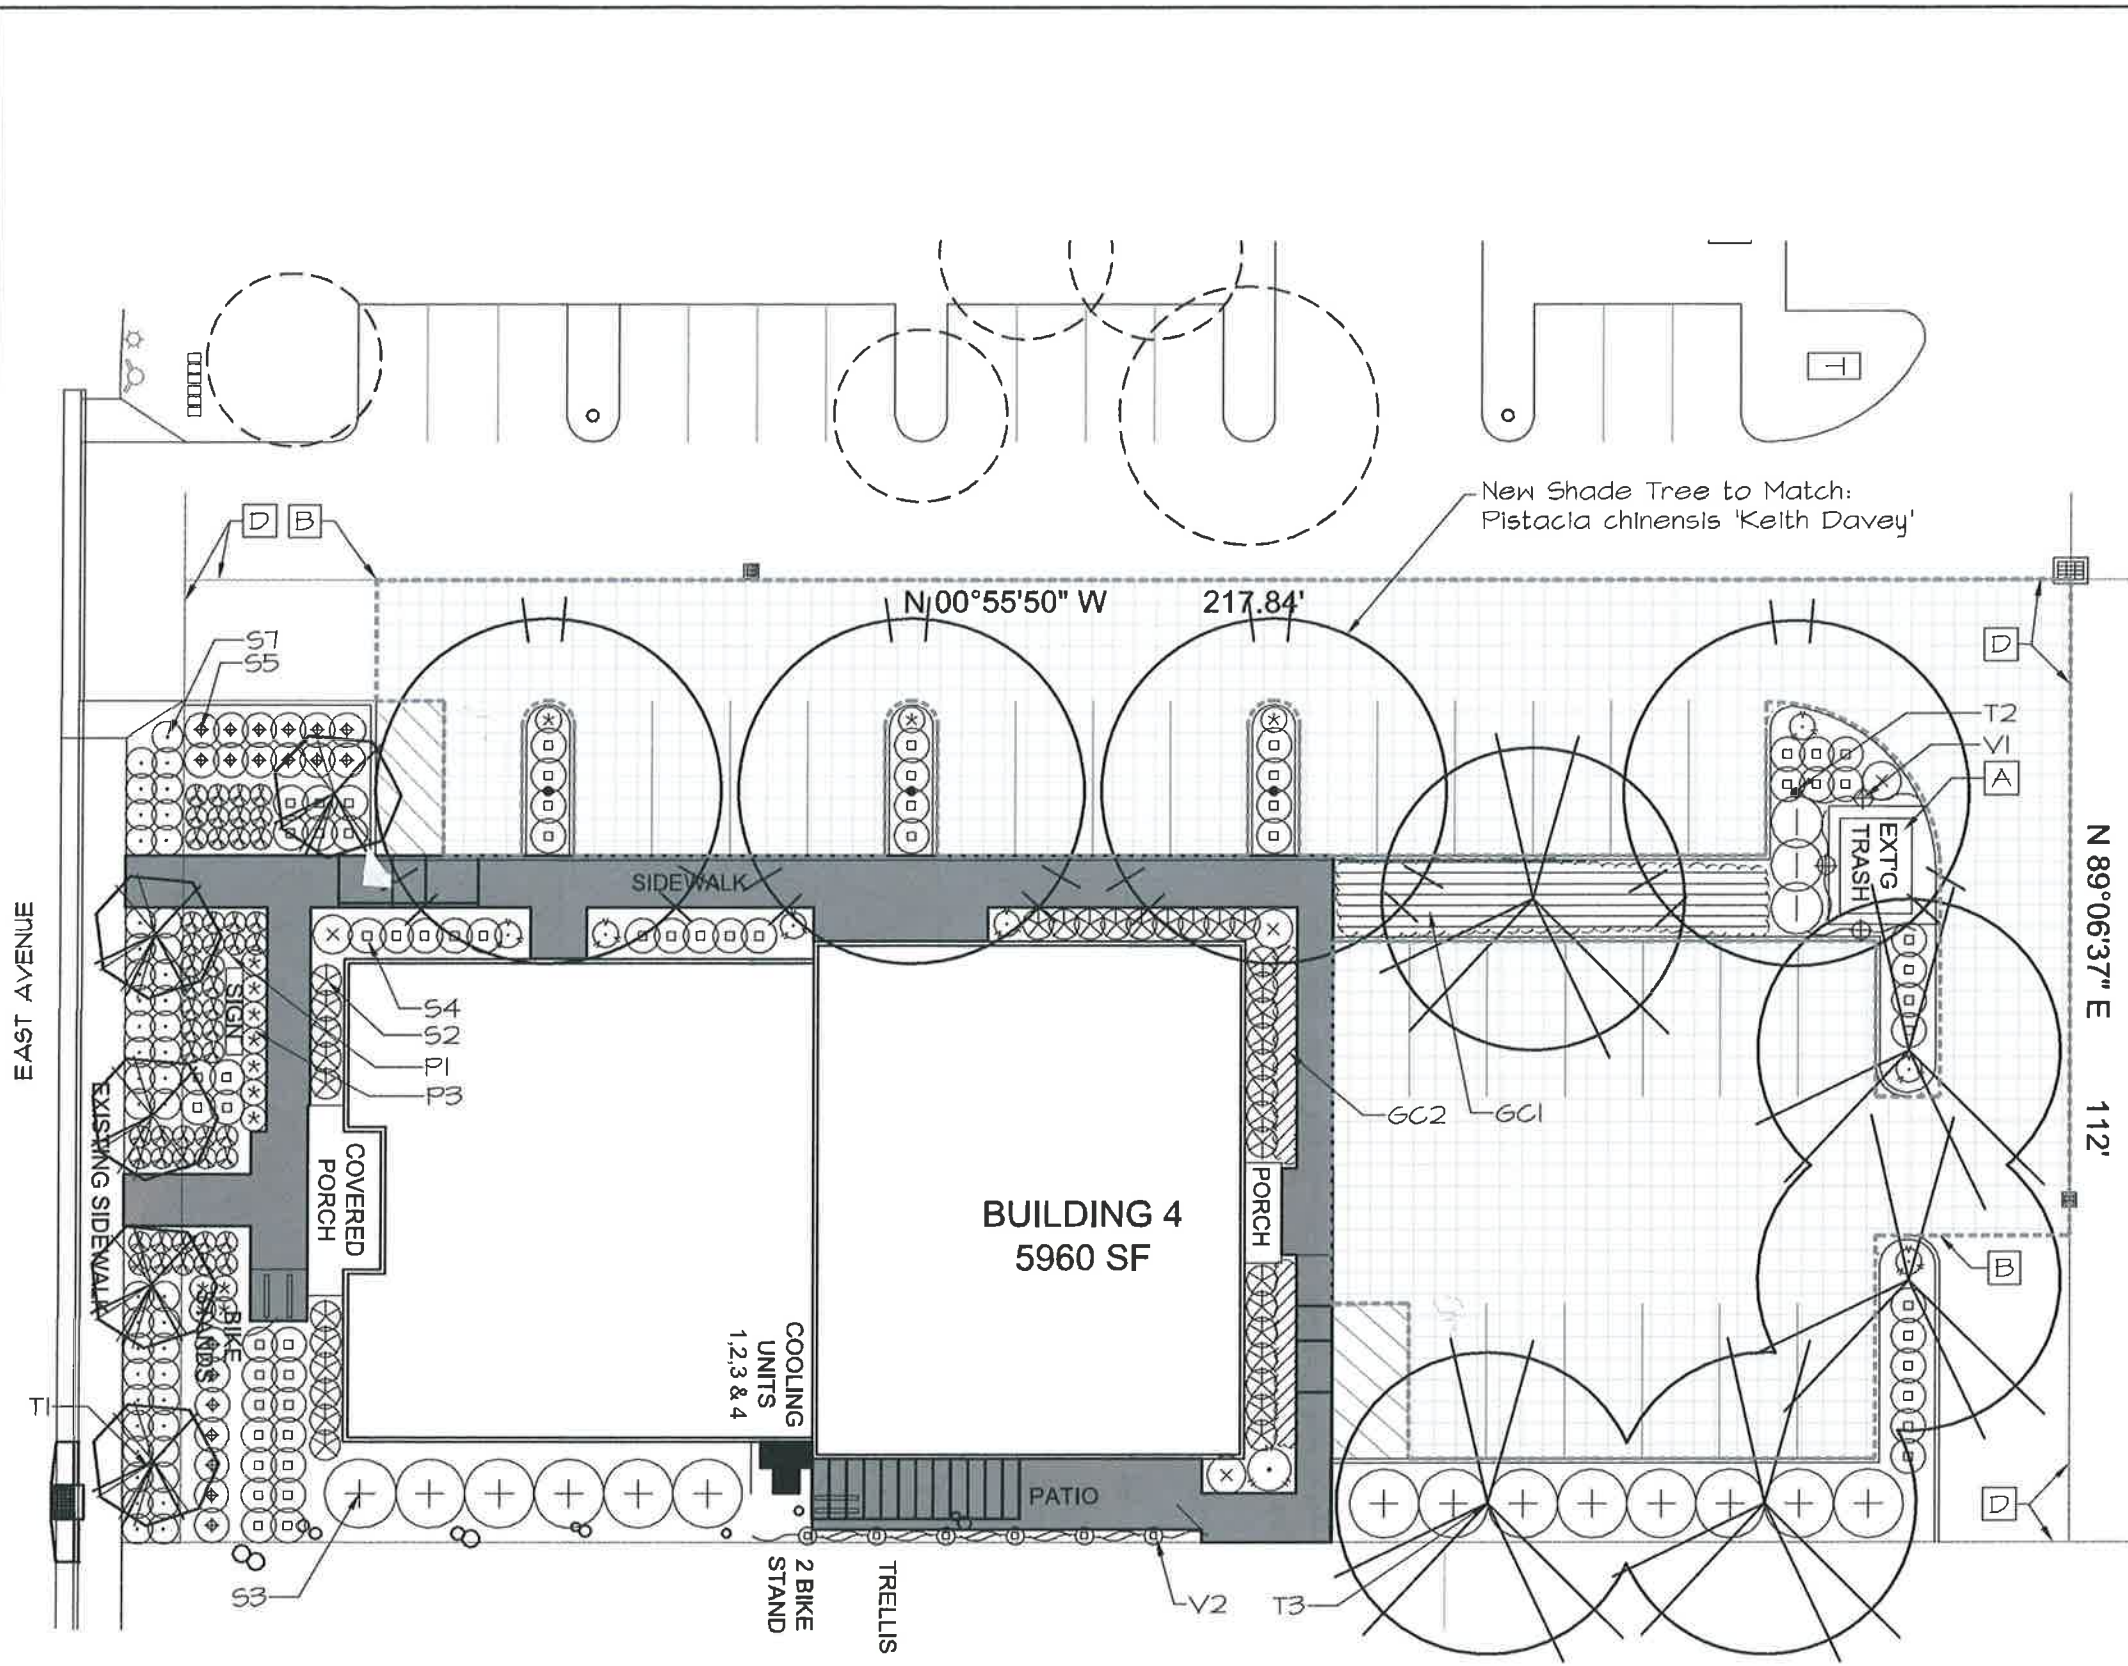 T
New Shade Tree to Match:
Pistacia chinensis 'Keith Davey'
D
B
N 00°55'50" W
217.84'
S7
S5
D
T2
V1
A
EXT'G
TRASH
SIDEWALK
N 89°06'37" E
112'
EAST AVENUE
SIGN
S4
S2
P1
P3
GC2
GC1
EXISTING SIDEWALK
COVERED
PORCH
BUILDING 4
5960 SF
PORCH
B
BIKE
STANDS
COOLING
UNITS
1,2,3 & 4
T1
PATIO
D
S3
2 BIKE
STAND
TRELLIS
V2
T3